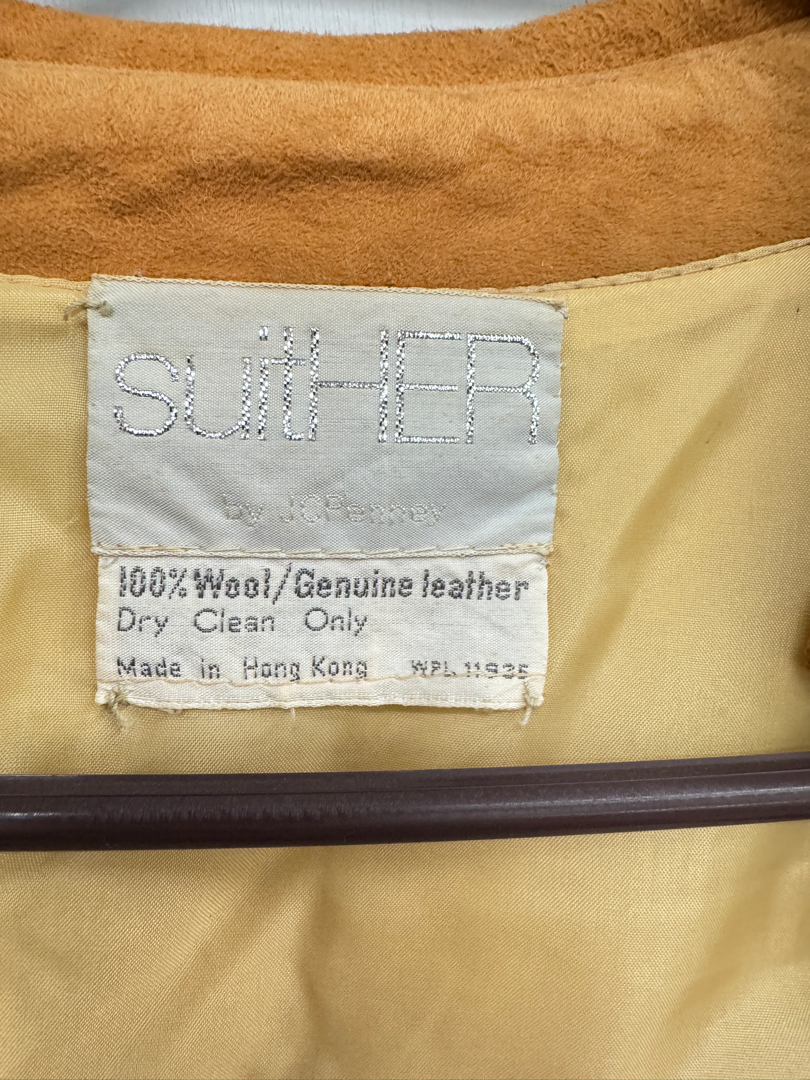 suitHER
by JCPenney
100% Wool/Genuine leather
Dry Clean Only
Made in Hong Kong WPL 11935